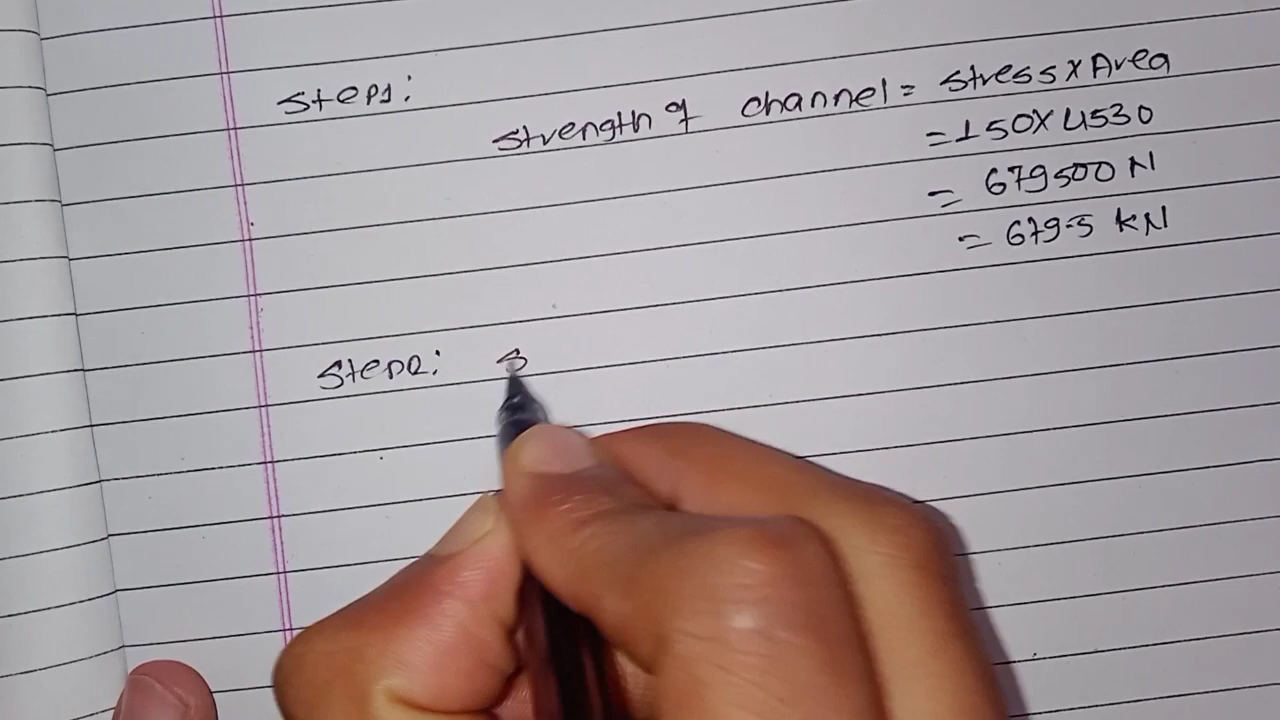 Step1:
Strength of channel = Stress X Area
= 150 X 4530
= 679500 N
= 679.5 kN
Step2: S